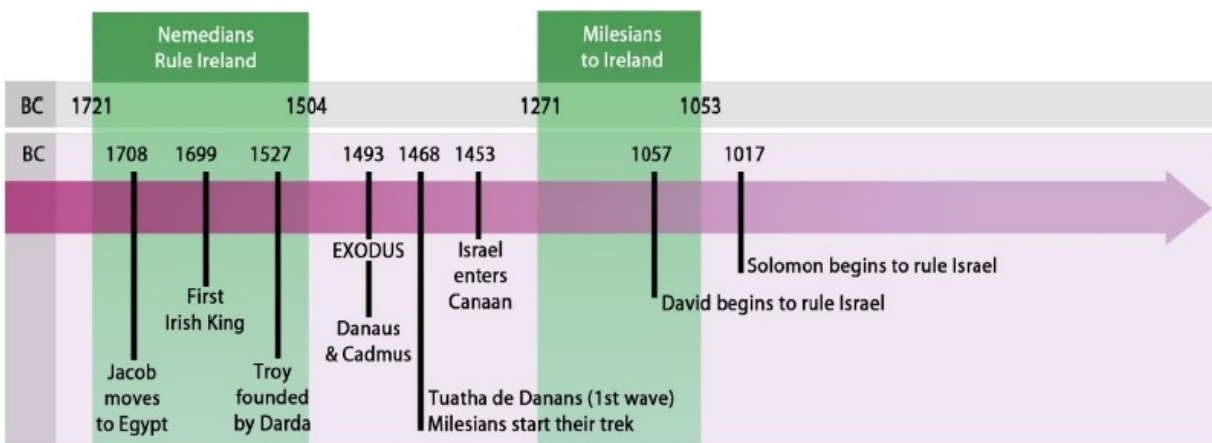 Nemedians
Rule Ireland
Milesians
to Ireland
BC 1721 1504 1271 1053
BC 1708 1699 1527 1493 1468 1453 1057 1017
EXODUS
Israel
enters
Canaan
Solomon begins to rule Israel
First
Irish King
David begins to rule Israel
Danaus
& Cadmus
Jacob
moves
to Egypt
Troy
founded
by Darda
Tuatha de Danans (1st wave)
Milesians start their trek